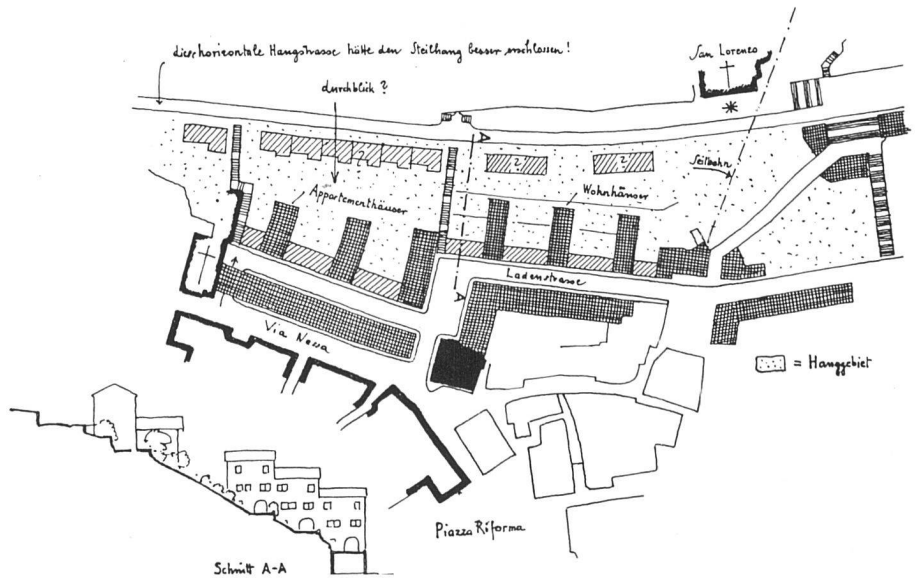 diese horizontale Hangstrasse hätte den Steilhang besser erschlossen!
San Lorenzo
durchblick?
A
?
?
?
Seilbahn
Appartementhäuser
Wohnhäuser
Ladenstrasse
A
Via Nassa
= Hanggebiet
Piazza Riforma
Schnitt A-A